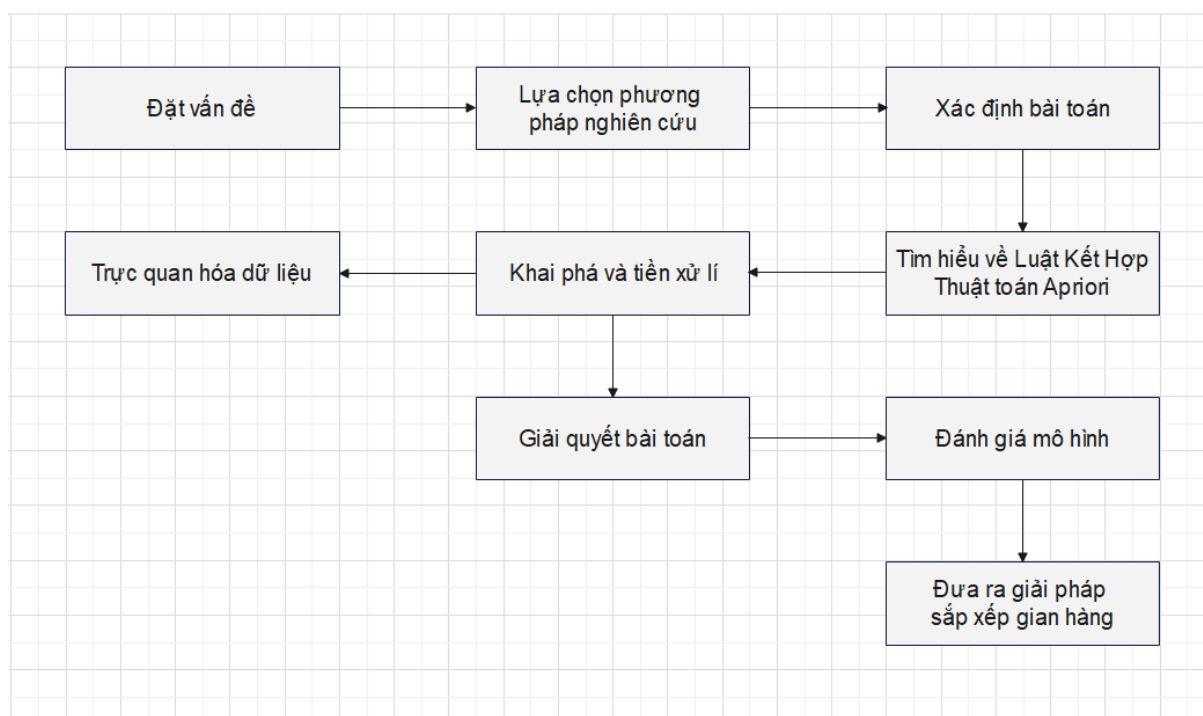 Đặt vấn đề
Lựa chọn phương
pháp nghiên cứu
Xác định bài toán
Trực quan hóa dữ liệu
Khai phá và tiền xử lí
Tìm hiểu về Luật Kết Hợp
Thuật toán Apriori
Giải quyết bài toán
Đánh giá mô hình
Đưa ra giải pháp
sắp xếp gian hàng